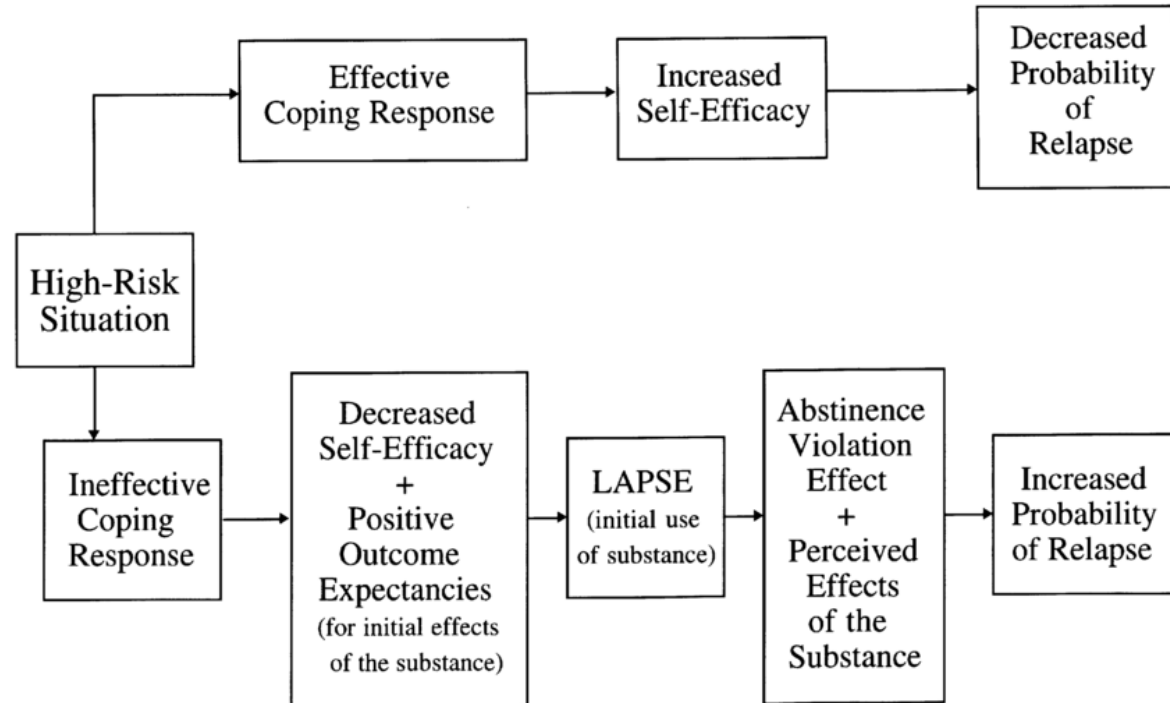 Effective
Coping Response
Increased
Self-Efficacy
Decreased
Probability
of
Relapse
High-Risk
Situation
Ineffective
Coping
Response
Decreased
Self-Efficacy
+
Positive
Outcome
Expectancies
(for initial effects
of the substance)
LAPSE
(initial use
of substance)
Abstinence
Violation
Effect
+
Perceived
Effects
of the
Substance
Increased
Probability
of Relapse